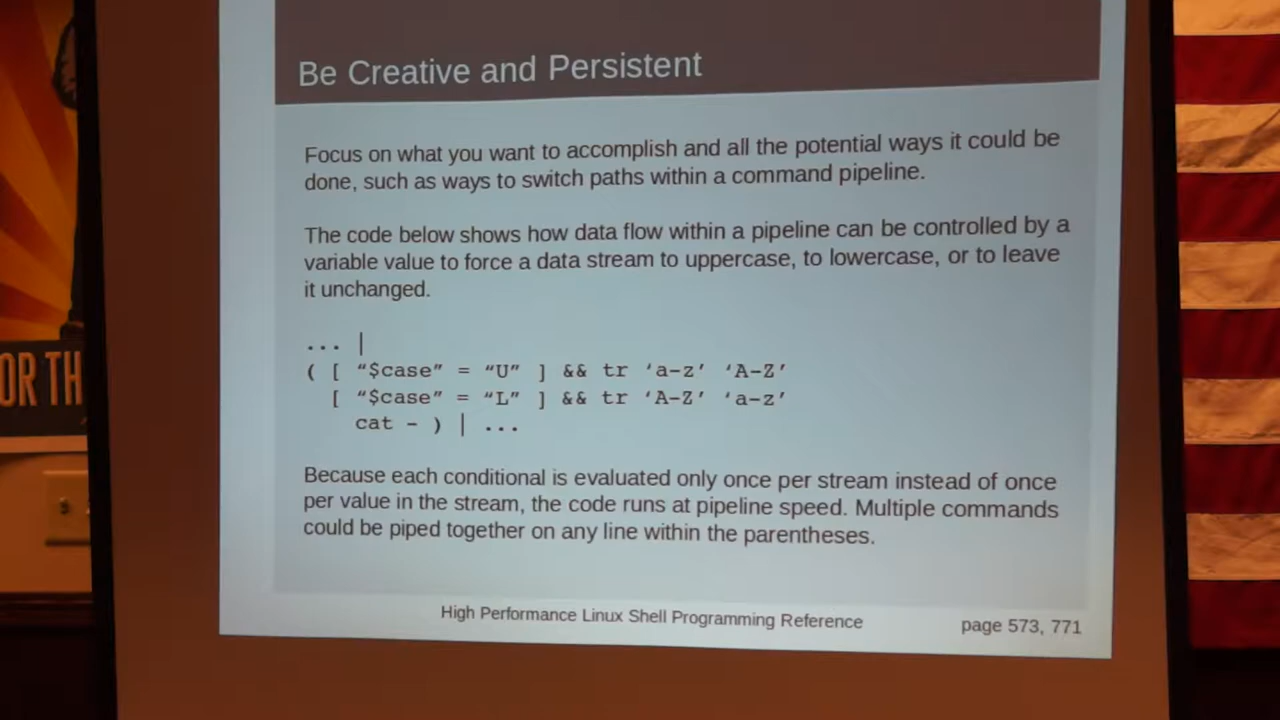 Be Creative and Persistent
Focus on what you want to accomplish and all the potential ways it could be
done, such as ways to switch paths within a command pipeline.
The code below shows how data flow within a pipeline can be controlled by a
variable value to force a data stream to uppercase, to lowercase, or to leave
it unchanged.
... |
( [ “$case” = “U” ] && tr ‘a-z’ ‘A-Z’
[ “$case” = “L” ] && tr ‘A-Z’ ‘a-z’
cat - ) | ...
Because each conditional is evaluated only once per stream instead of once
per value in the stream, the code runs at pipeline speed. Multiple commands
could be piped together on any line within the parentheses.
High Performance Linux Shell Programming Reference page 573, 771
OR TH